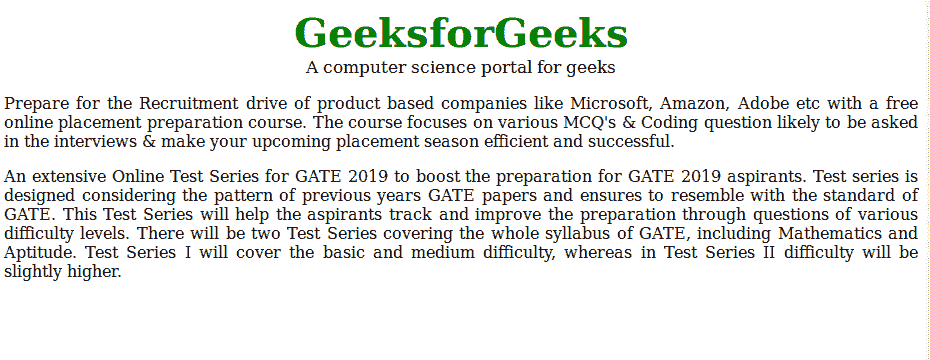 GeeksforGeeks
A computer science portal for geeks
Prepare for the Recruitment drive of product based companies like Microsoft, Amazon, Adobe etc with a free
online placement preparation course. The course focuses on various MCQ's & Coding question likely to be asked
in the interviews & make your upcoming placement season efficient and successful.
An extensive Online Test Series for GATE 2019 to boost the preparation for GATE 2019 aspirants. Test series is
designed considering the pattern of previous years GATE papers and ensures to resemble with the standard of
GATE. This Test Series will help the aspirants track and improve the preparation through questions of various
difficulty levels. There will be two Test Series covering the whole syllabus of GATE, including Mathematics and
Aptitude. Test Series I will cover the basic and medium difficulty, whereas in Test Series II difficulty will be
slightly higher.